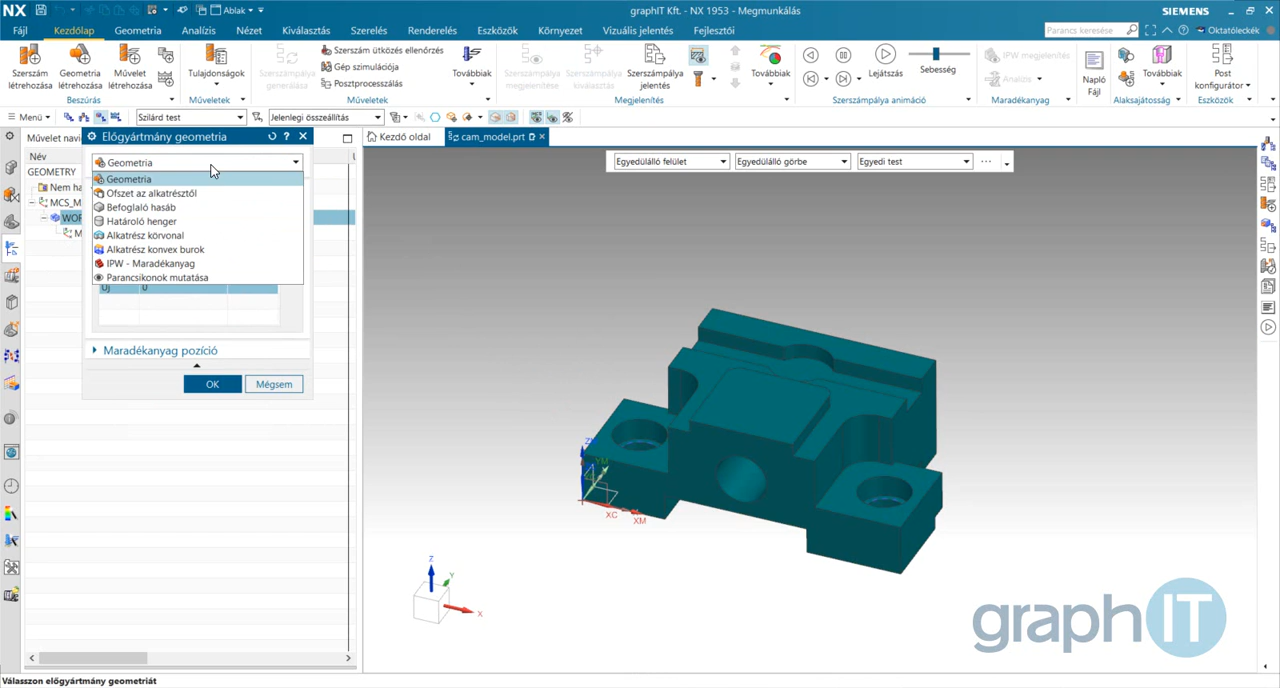 NX
Ablak
graphIT Kft. - NX 1953 - Megmunkálás
SIEMENS
Fájl Kezdőlap Geometria Analízis Nézet Kiválasztás Szerelés Renderelés Eszközök Környezet Vizuális jelenléti Fejlesztői
Parancs keresése
Oktatóleckék
Szerszám létrehozása
Geometria létrehozása
Művelet létrehozása
Beszúrás
Tulajdonságok
Műveletek
Szerszámpálya generálása
Szerszám ütközés ellenőrzés
Gép szimulációja
Posztprocesszálás
Továbbiak
Műveletek
Szerszámpálya megjelenítése
Szerszámpálya kiválasztás
Szerszámpálya jelentés
Továbbiak
Megjelenítés
Lejátszás
Sebesség
Szerszámpálya animáció
IPW megjelenítés
Analízis
Maradékanyag
Napló Fájl
Továbbiak
Alaksajátosság
Post konfigurátor
Eszközök
Menü
Szilárd test
Jelenlegi összeállítás
Művelet navi
Előgyártmány geometria
Kezdő oldal
cam_model.prt
Név
GEOMETRY
Nem ha
MCS_M
WOR
M
Geometria
Geometria
Ofszet az alkatrésztől
Befoglaló hasáb
Határoló henger
Alkatrész körvonal
Alkatrész konvex burok
IPW - Maradékanyag
Parancsikonok mutatása
Új 0
Maradékanyag pozíció
OK Mégsem
Egyedülálló felület
Egyedülálló görbe
Egyedi test
YM
XC
XM
Z
Y
X
graphIT
Válasszon előgyártmány geometriát